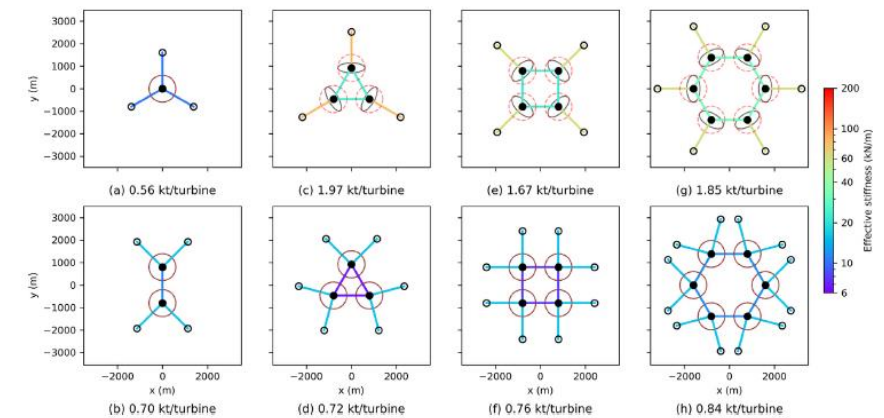 3000
2000
1000
0
−1000
−2000
−3000
y (m)
(a) 0.56 kt/turbine
(c) 1.97 kt/turbine
(e) 1.67 kt/turbine
(g) 1.85 kt/turbine
3000
2000
1000
0
−1000
−2000
−3000
y (m)
−2000 0 2000
−2000 0 2000
−2000 0 2000
−2000 0 2000
x (m)
x (m)
x (m)
x (m)
(b) 0.70 kt/turbine
(d) 0.72 kt/turbine
(f) 0.76 kt/turbine
(h) 0.84 kt/turbine
200
100
60
40
20
10
6
Effective stiffness (kN/m)